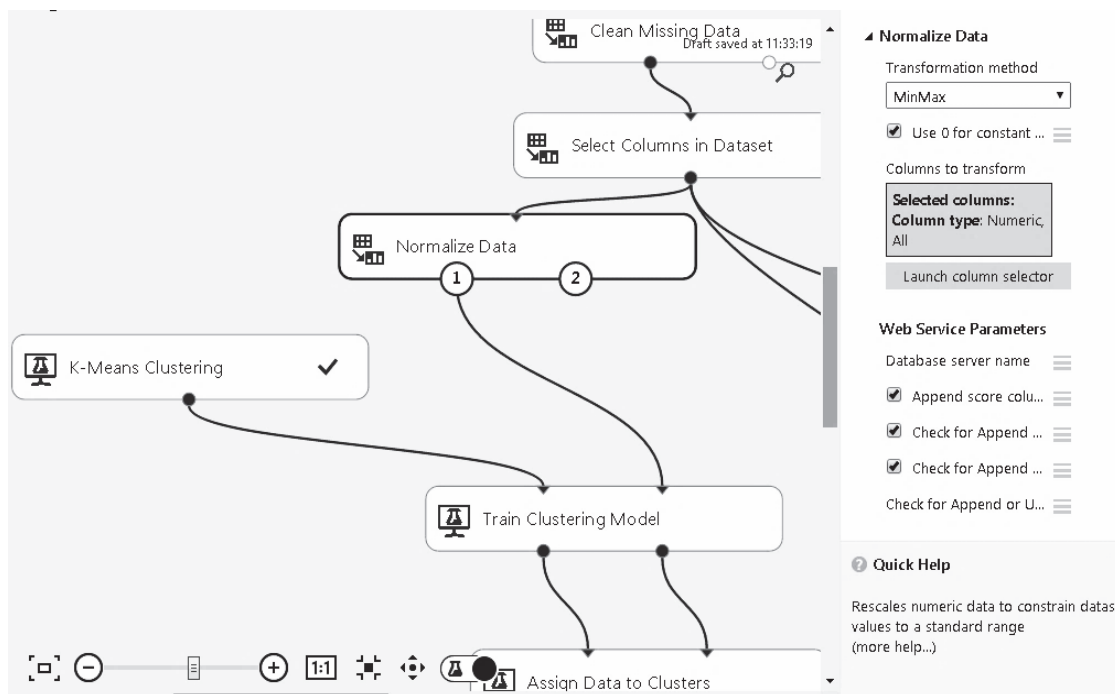 Clean Missing Data
Draft saved at 11:33:19
Select Columns in Dataset
Normalize Data
1
2
K-Means Clustering
Train Clustering Model
Assign Data to Clusters
1:1
Normalize Data
Transformation method
MinMax
Use 0 for constant ...
Columns to transform
Selected columns:
Column type: Numeric,
All
Launch column selector
Web Service Parameters
Database server name
Append score colu...
Check for Append ...
Check for Append ...
Check for Append or U...
? Quick Help
Rescales numeric data to constrain datas
values to a standard range
(more help...)